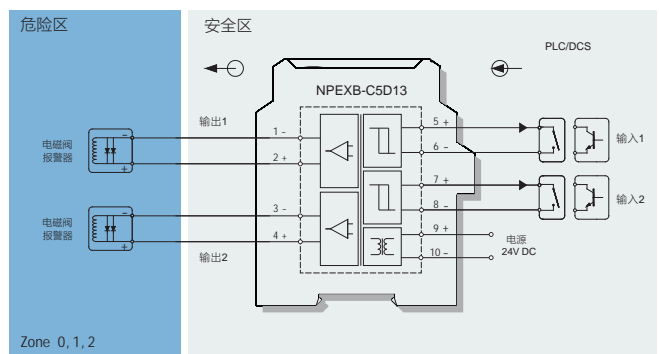 危险区
安全区
PLC/DCS
NPEXB-C5D13
输出1
1 -
5 +
电磁阀
报警器
-
+
2 +
6 -
输入1
7 +
3 -
8 -
输入2
电磁阀
报警器
-
+
4 +
9 +
电源
24V DC
输出2
10 -
Zone 0, 1, 2